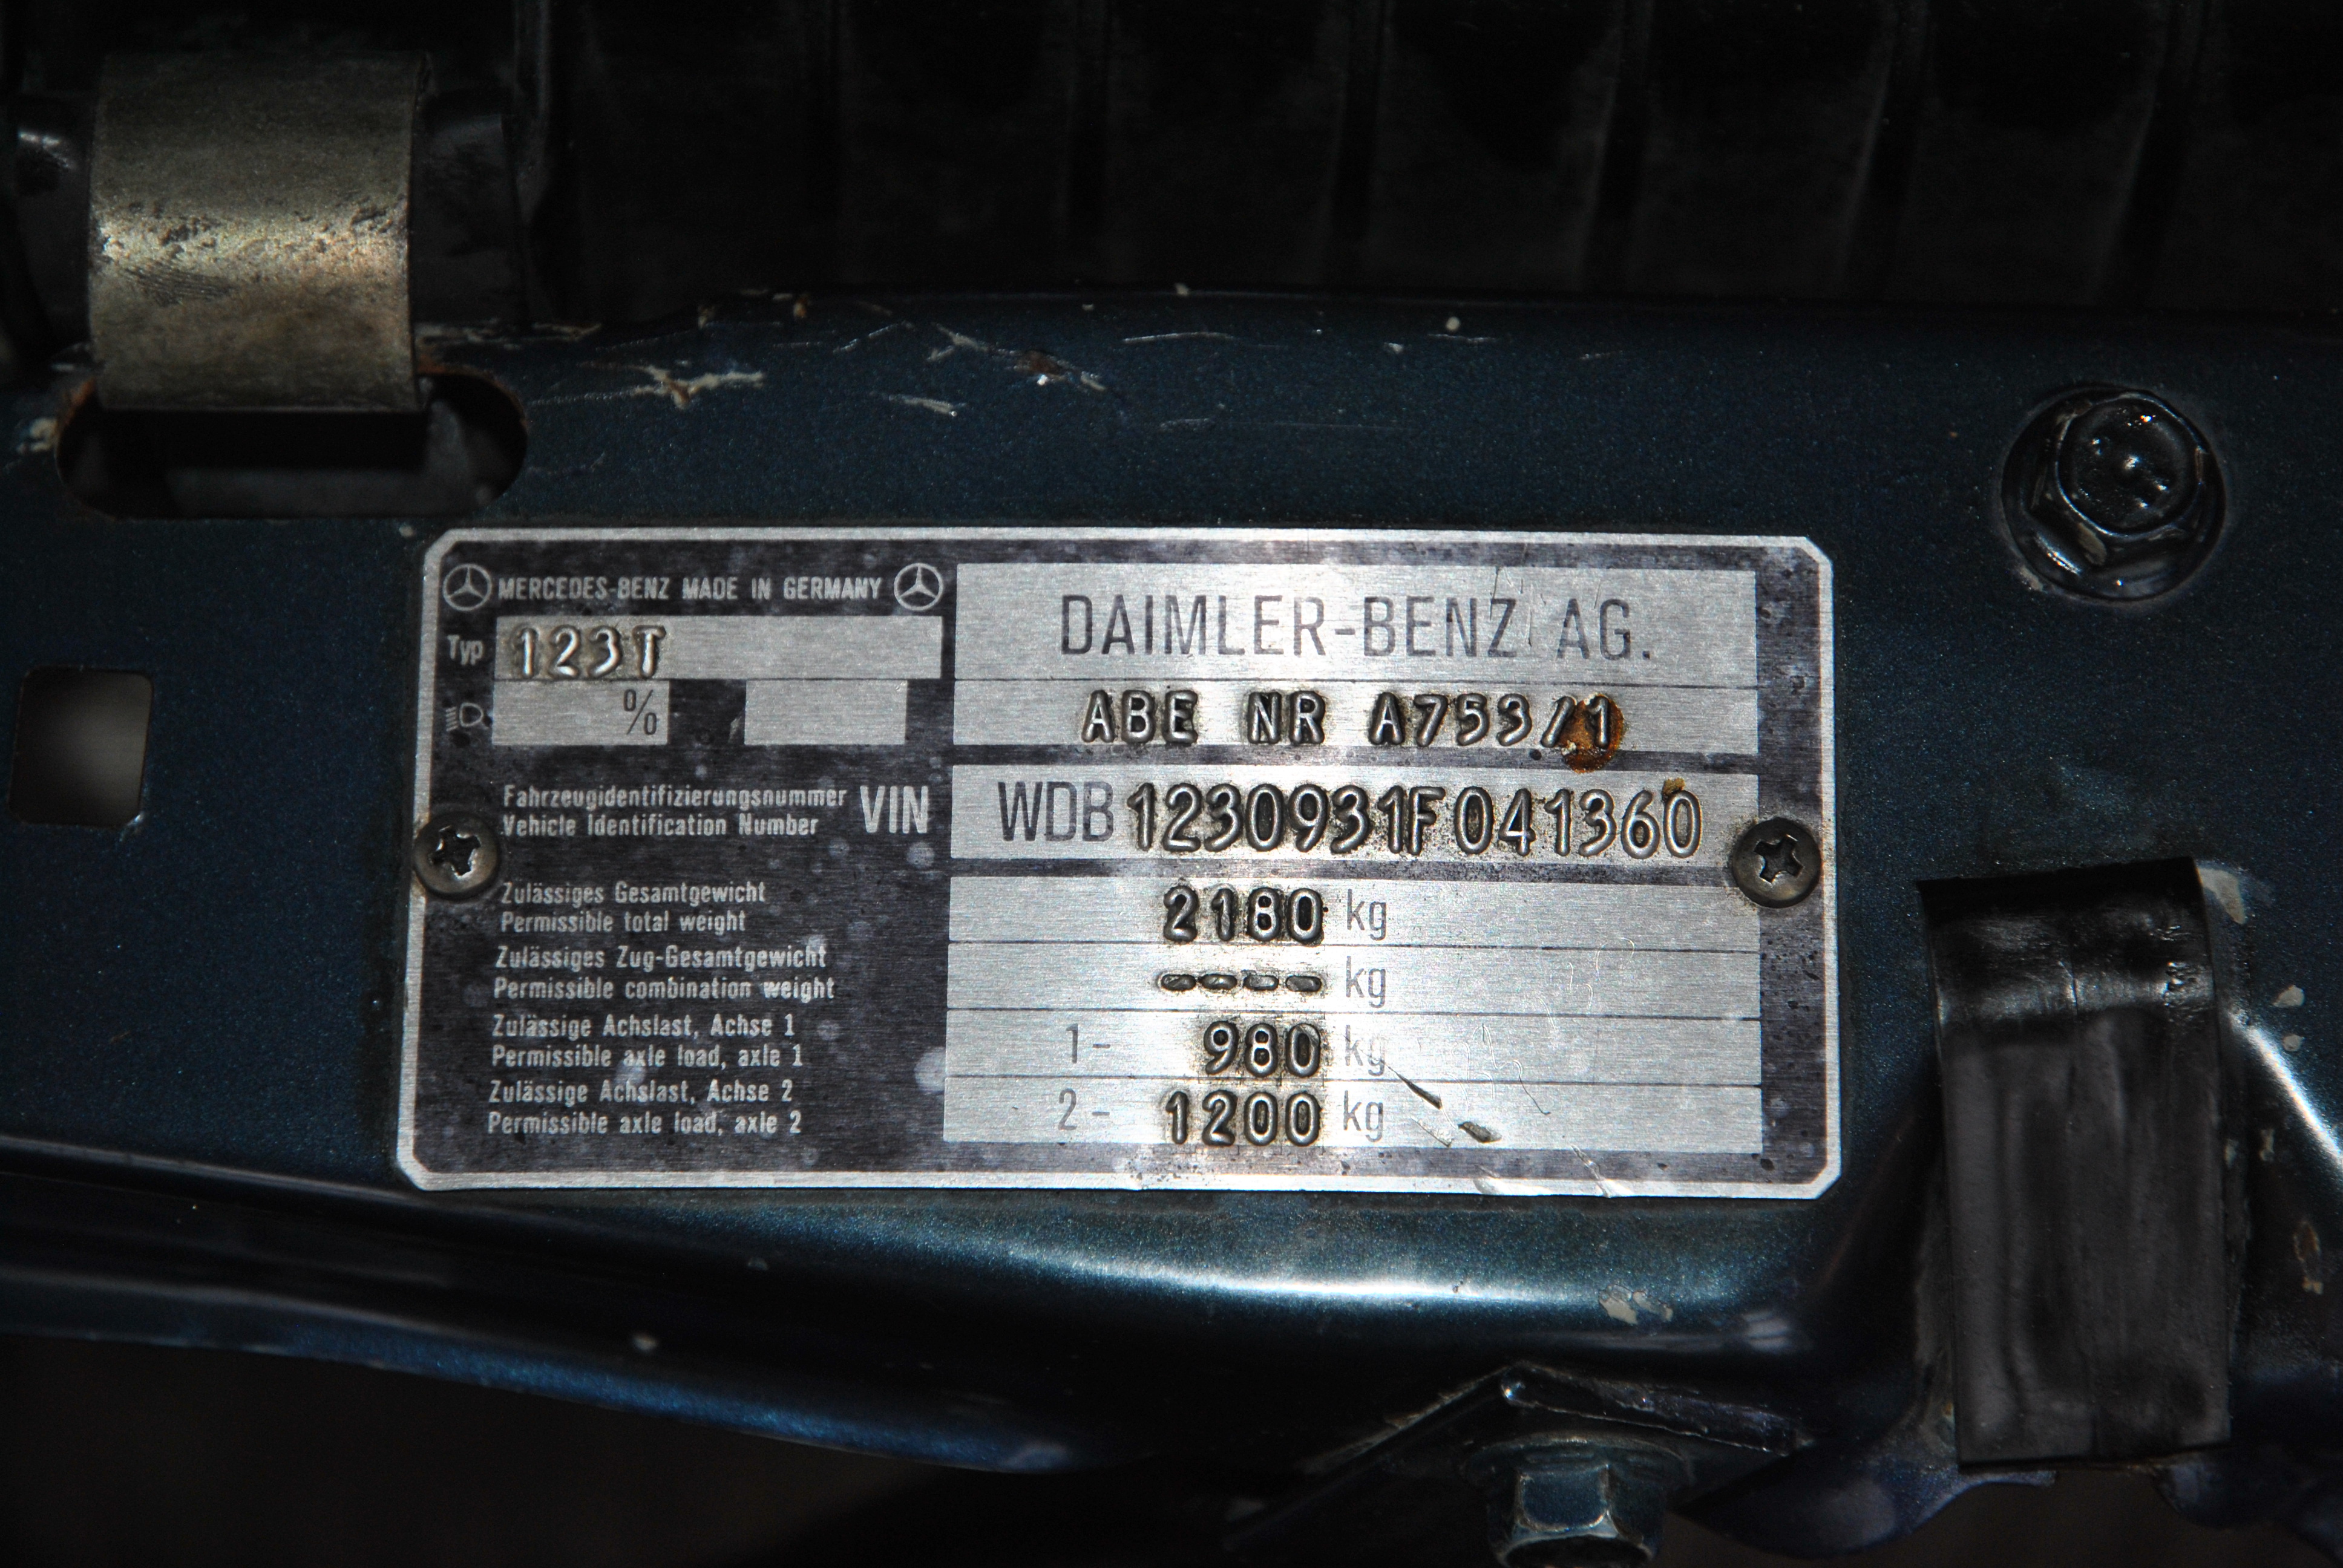 MERCEDES-BENZ MADE IN GERMANY
Typ 123T
%
DAIMLER-BENZ AG.
ABE NR A753/1
Fahrzeugidentifizierungsnummer
Vehicle Identification Number
VIN WDB 1230931F041360
Zulässiges Gesamtgewicht
Permissible total weight
2180 kg
Zulässiges Zug-Gesamtgewicht
Permissible combination weight
---- kg
Zulässige Achslast, Achse 1
Permissible axle load, axle 1
1- 980 kg
Zulässige Achslast, Achse 2
Permissible axle load, axle 2
2- 1200 kg